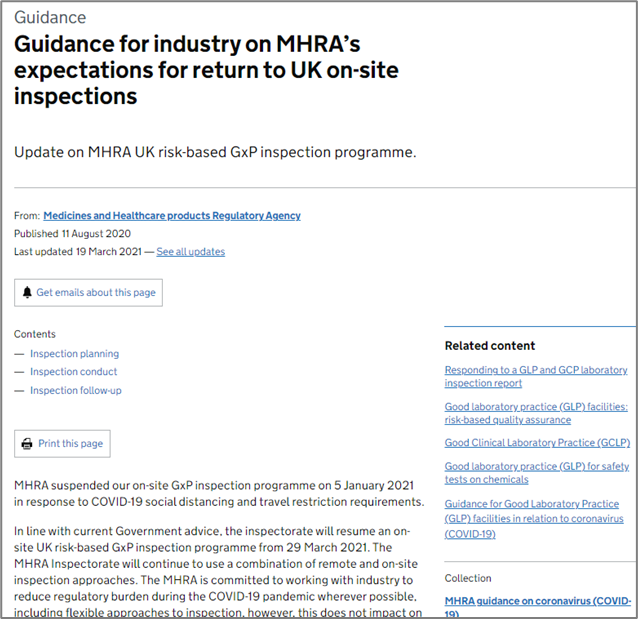 Guidance
Guidance for industry on MHRA's
expectations for return to UK on-site
inspections
Update on MHRA UK risk-based GxP inspection programme.
From: Medicines and Healthcare products Regulatory Agency
Published 11 August 2020
Last updated 19 March 2021 — See all updates
Get emails about this page
Contents
— Inspection planning
— Inspection conduct
— Inspection follow-up
Print this page
MHRA suspended our on-site GxP inspection programme on 5 January 2021
in response to COVID-19 social distancing and travel restriction requirements.
In line with current Government advice, the inspectorate will resume an on-
site UK risk-based GxP inspection programme from 29 March 2021. The
MHRA Inspectorate will continue to use a combination of remote and on-site
inspection approaches. The MHRA is committed to working with industry to
reduce regulatory burden during the COVID-19 pandemic wherever possible,
including flexible approaches to inspection, however, this does not impact on
Related content
Responding to a GLP and GCP laboratory
inspection report
Good laboratory practice (GLP) facilities:
risk-based quality assurance
Good Clinical Laboratory Practice (GCLP)
Good laboratory practice (GLP) for safety
tests on chemicals
Guidance for Good Laboratory Practice
(GLP) facilities in relation to coronavirus
(COVID-19)
Collection
MHRA guidance on coronavirus (COVID-
19)